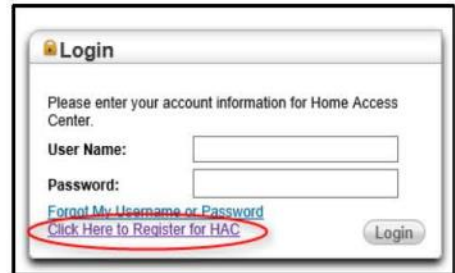 Login
Please enter your account information for Home Access
Center.
User Name:
Password:
Forgot My Username or Password
Click Here to Register for HAC
Login